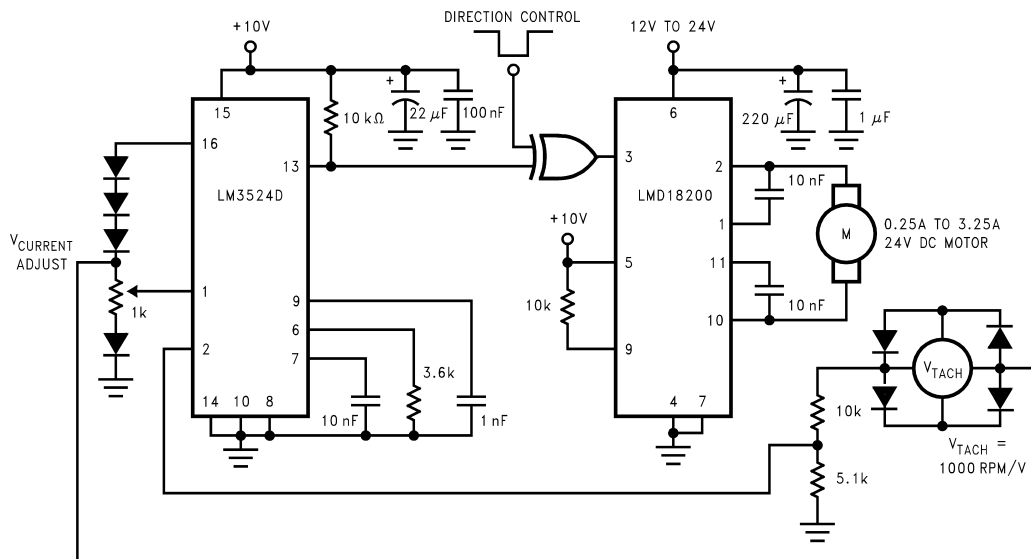 DIRECTION CONTROL
+10V
12V TO 24V
+
22 µF
100 nF
10 kΩ
15
16
13
LM3524D
V CURRENT
ADJUST
1k
1
2
9
6
7
14
10
8
3.6k
10 nF
1 nF
+10V
10k
3
5
9
6
LMD18200
2
1
11
10
4
7
+
220 µF
1 µF
10 nF
10 nF
M
0.25A TO 3.25A
24V DC MOTOR
VTACH
10k
5.1k
VTACH =
1000 RPM/V